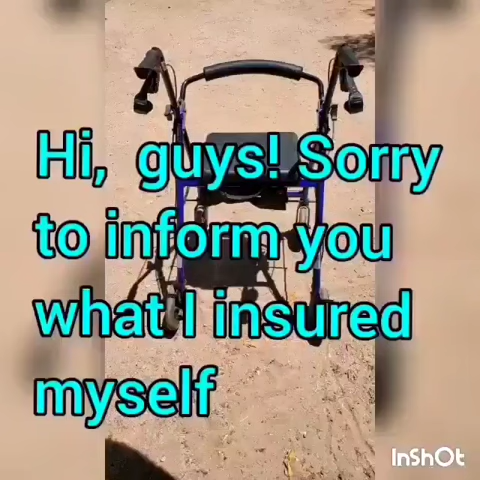 Hi, guys! Sorry
to inform you
what I insured
myself
InShOt